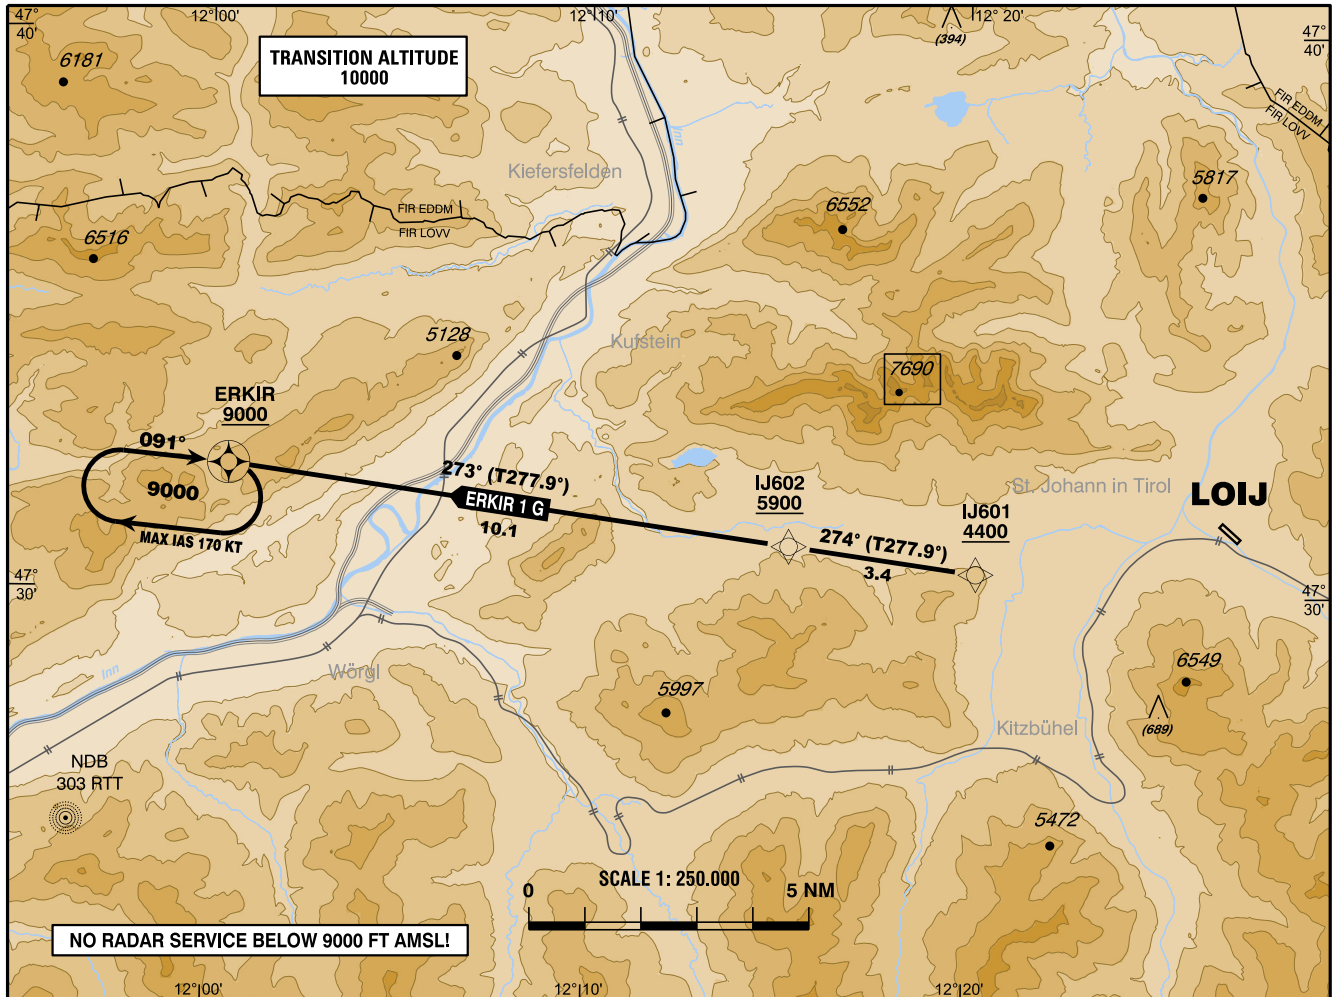 47°
40'
12°00'
12°10'
12° 20'
47°
40'
(394)
6181
TRANSITION ALTITUDE
10000
FIR EDDM
FIR LOVV
Inn
Kiefersfelden
5817
6552
FIR EDDM
FIR LOVV
6516
5128
Kufstein
7690
ERKIR
9000
091°
9000
MAX IAS 170 KT
273° (T277.9°)
ERKIR 1 G
10.1
IJ602
5900
St. Johann in Tirol
LOIJ
IJ601
4400
274° (T277.9°)
3.4
47°
30'
47°
30'
Inn
Wörgl
5997
6549
(689)
Kitzbühel
NDB
303 RTT
5472
SCALE 1: 250.000
0
5 NM
NO RADAR SERVICE BELOW 9000 FT AMSL!
12°00'
12°10'
12°20'